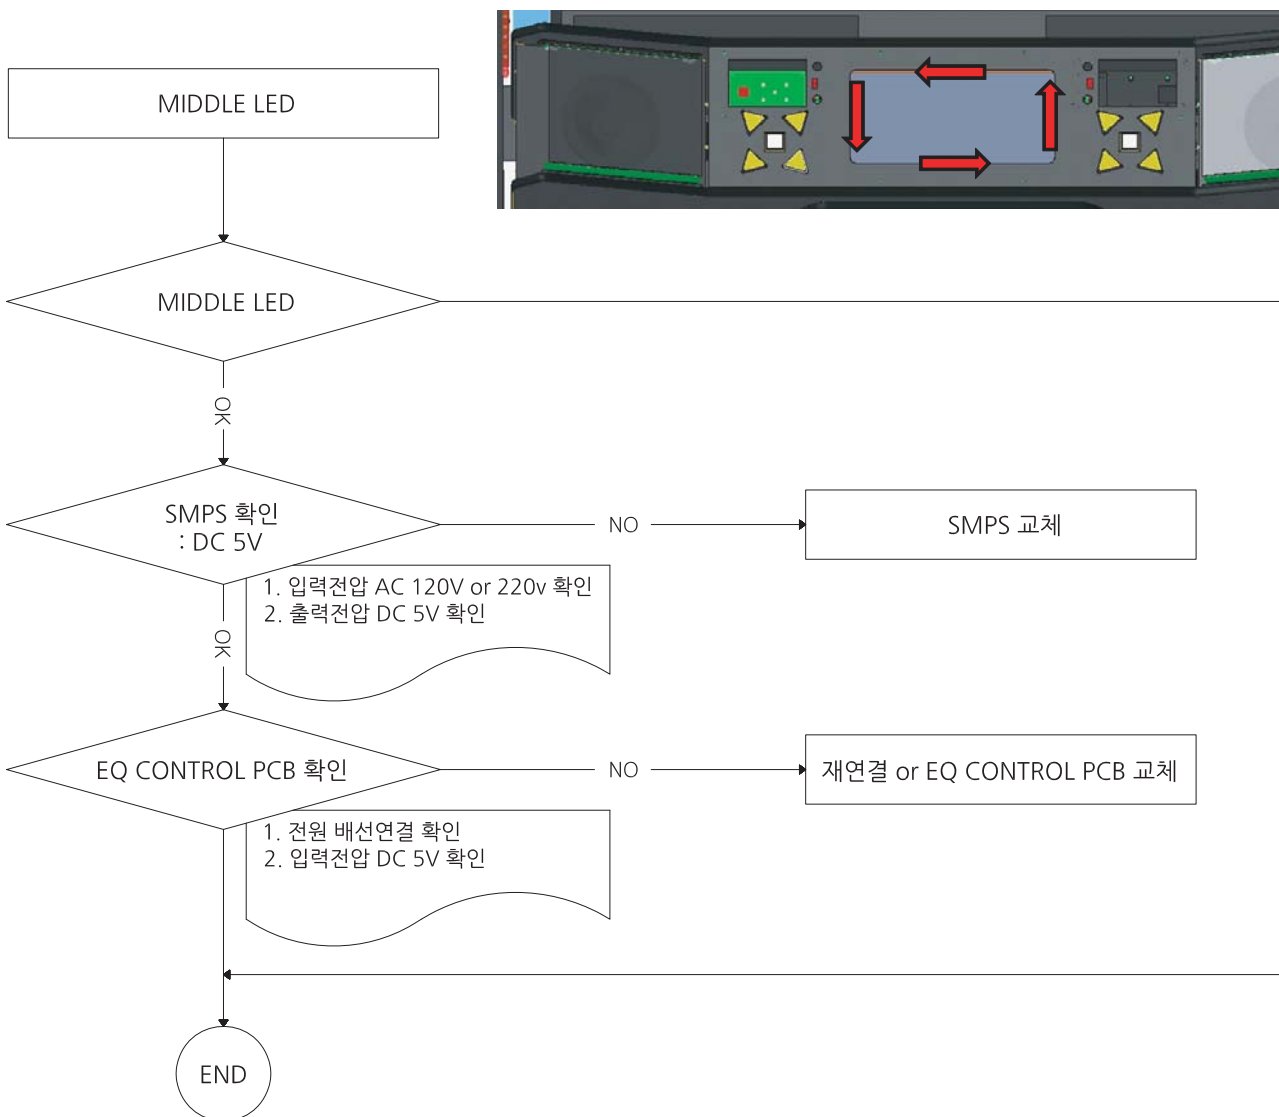 MIDDLE LED
MIDDLE LED
OK
SMPS 확인
: DC 5V
NO
SMPS 교체
1. 입력전압 AC 120V or 220v 확인
2. 출력전압 DC 5V 확인
OK
EQ CONTROL PCB 확인
NO
재연결 or EQ CONTROL PCB 교체
1. 전원 배선연결 확인
2. 입력전압 DC 5V 확인
END